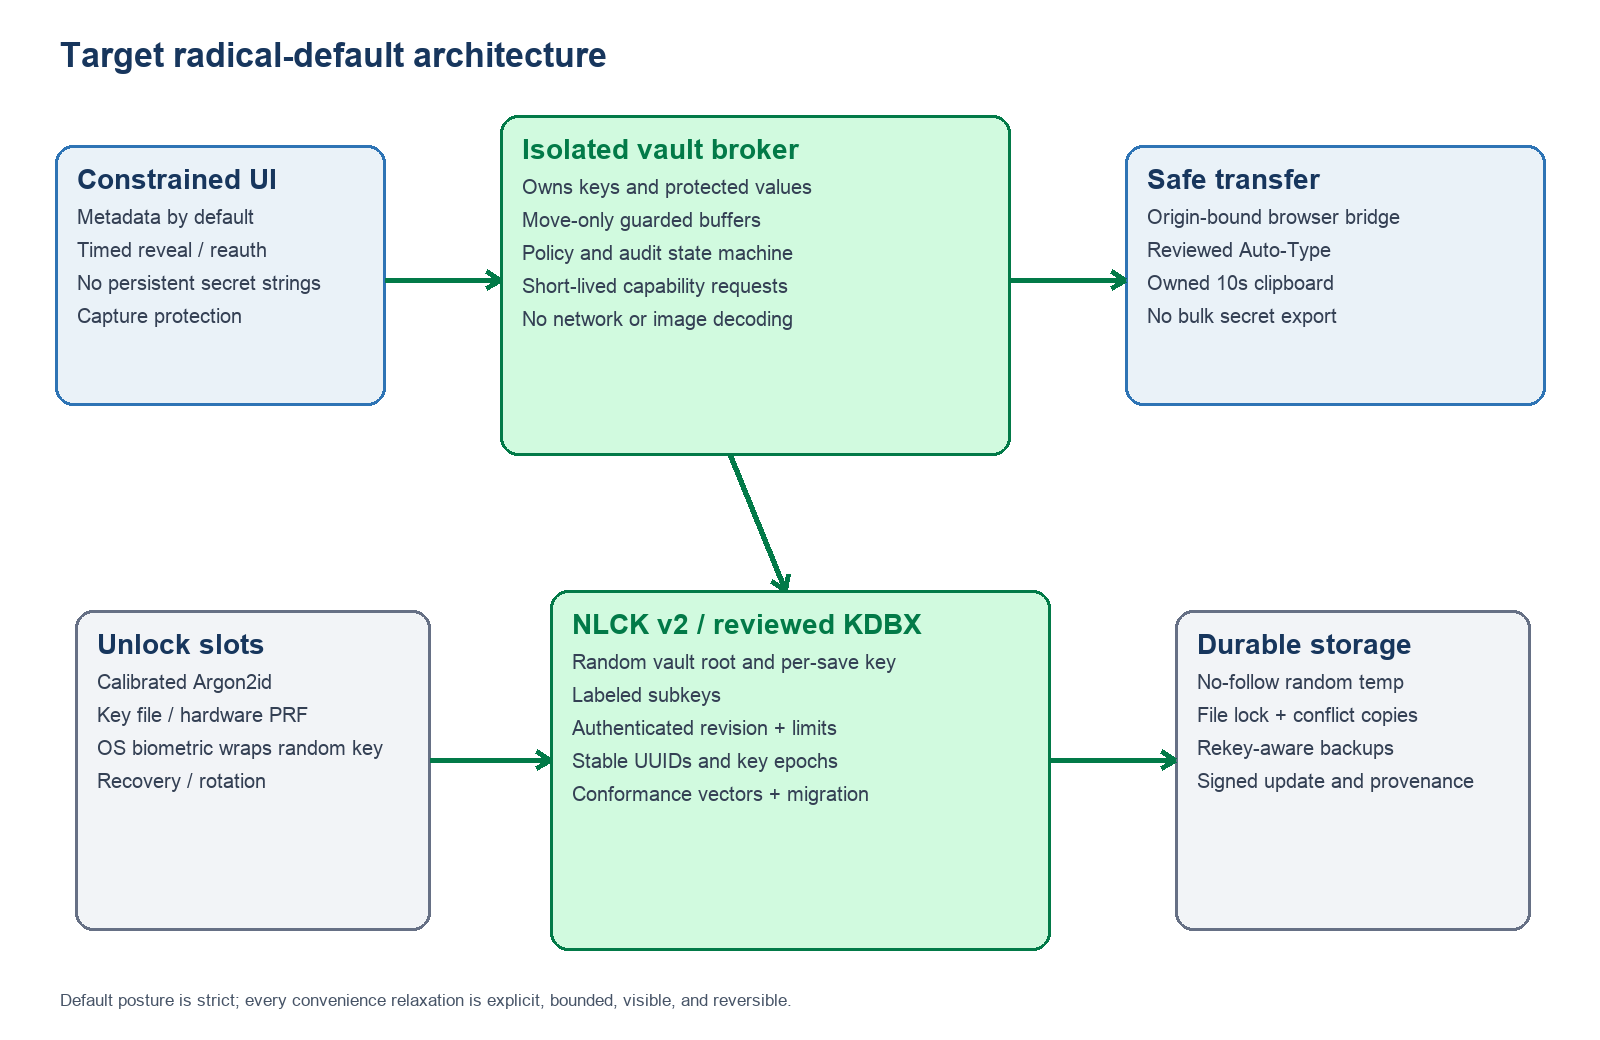 Target radical-default architecture
Constrained UI
Metadata by default
Timed reveal / reauth
No persistent secret strings
Capture protection
Isolated vault broker
Owns keys and protected values
Move-only guarded buffers
Policy and audit state machine
Short-lived capability requests
No network or image decoding
Safe transfer
Origin-bound browser bridge
Reviewed Auto-Type
Owned 10s clipboard
No bulk secret export
Unlock slots
Calibrated Argon2id
Key file / hardware PRF
OS biometric wraps random key
Recovery / rotation
NLCK v2 / reviewed KDBX
Random vault root and per-save key
Labeled subkeys
Authenticated revision + limits
Stable UUIDs and key epochs
Conformance vectors + migration
Durable storage
No-follow random temp
File lock + conflict copies
Rekey-aware backups
Signed update and provenance
Default posture is strict; every convenience relaxation is explicit, bounded, visible, and reversible.